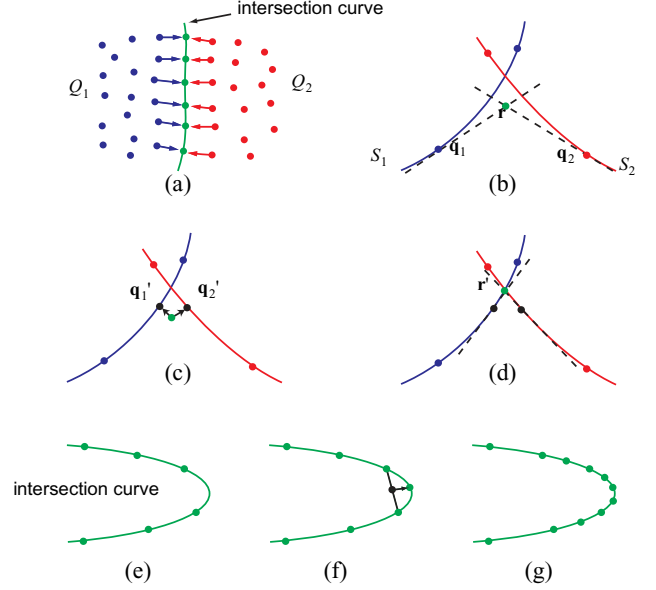 intersection curve
Q1 Q2
(a)
r
q1 q2
S1 S2
(b)
q1' q2'
(c)
r'
(d)
intersection curve
(e) (f) (g)